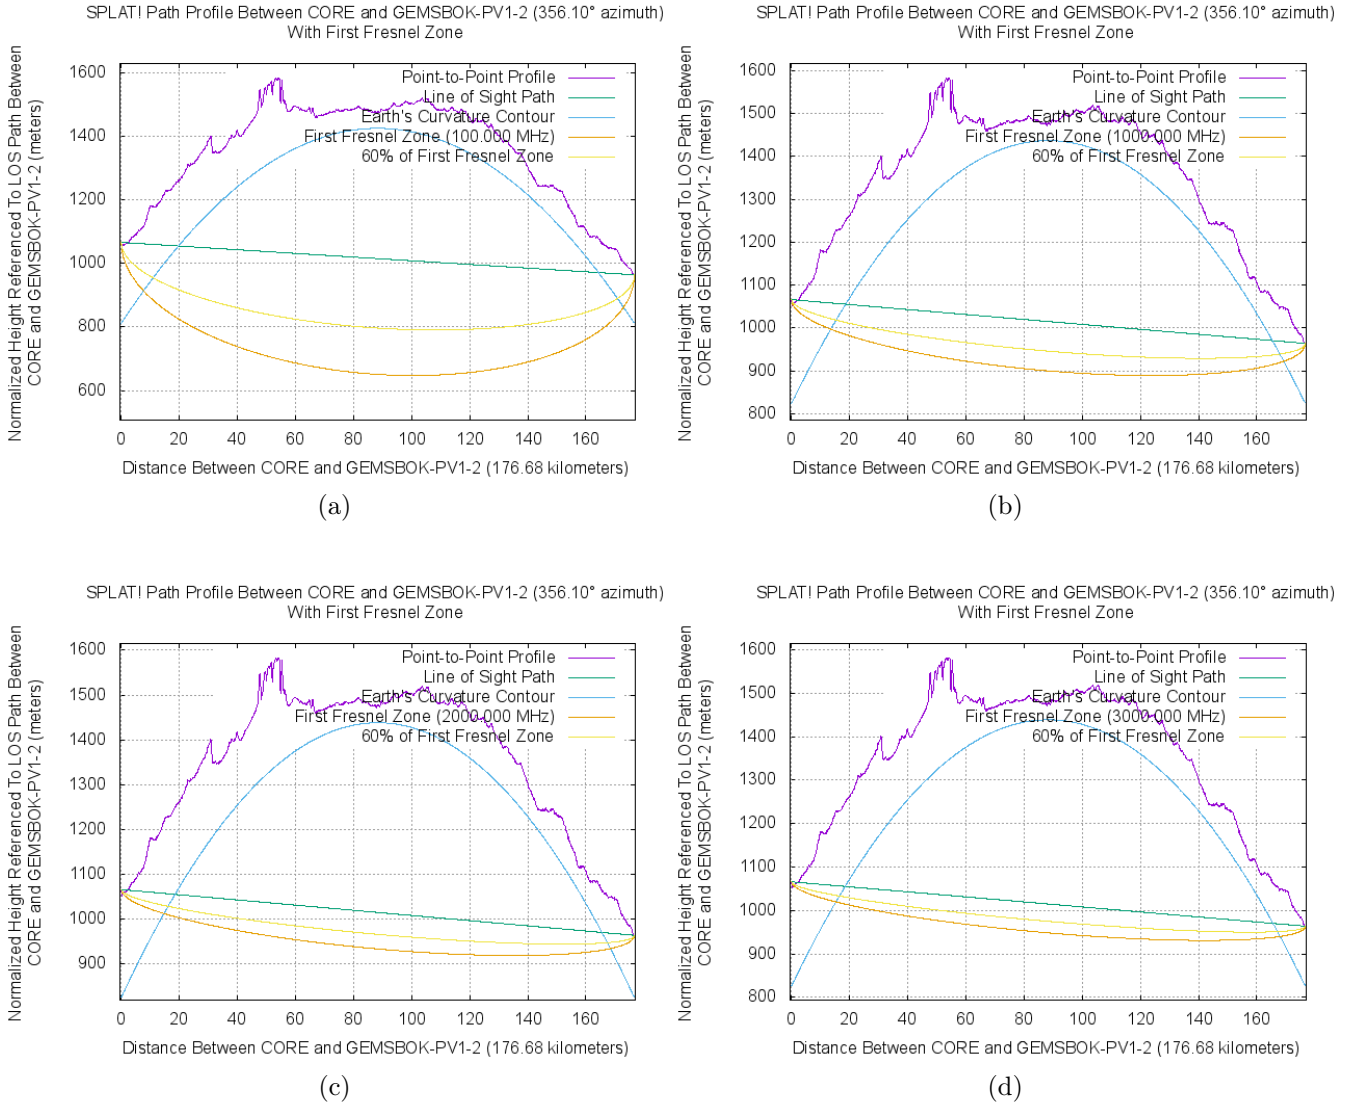 SPLAT! Path Profile Between CORE and GEMSBOK-PV1-2 (356.10° azimuth)
With First Fresnel Zone
Normalized Height Referenced To LOS Path Between
CORE and GEMSBOK-PV1-2 (meters)
1600
1400
1200
1000
800
600
Point-to-Point Profile
Line of Sight Path
Earth's Curvature Contour
First Fresnel Zone (100.000 MHz)
60% of First Fresnel Zone
0 20 40 60 80 100 120 140 160
Distance Between CORE and GEMSBOK-PV1-2 (176.68 kilometers)
(a)
SPLAT! Path Profile Between CORE and GEMSBOK-PV1-2 (356.10° azimuth)
With First Fresnel Zone
Normalized Height Referenced To LOS Path Between
CORE and GEMSBOK-PV1-2 (meters)
1600
1500
1400
1300
1200
1100
1000
900
800
Point-to-Point Profile
Line of Sight Path
Earth's Curvature Contour
First Fresnel Zone (1000.000 MHz)
60% of First Fresnel Zone
0 20 40 60 80 100 120 140 160
Distance Between CORE and GEMSBOK-PV1-2 (176.68 kilometers)
(b)
SPLAT! Path Profile Between CORE and GEMSBOK-PV1-2 (356.10° azimuth)
With First Fresnel Zone
Normalized Height Referenced To LOS Path Between
CORE and GEMSBOK-PV1-2 (meters)
1600
1500
1400
1300
1200
1100
1000
900
Point-to-Point Profile
Line of Sight Path
Earth's Curvature Contour
First Fresnel Zone (2000.000 MHz)
60% of First Fresnel Zone
0 20 40 60 80 100 120 140 160
Distance Between CORE and GEMSBOK-PV1-2 (176.68 kilometers)
(c)
SPLAT! Path Profile Between CORE and GEMSBOK-PV1-2 (356.10° azimuth)
With First Fresnel Zone
Normalized Height Referenced To LOS Path Between
CORE and GEMSBOK-PV1-2 (meters)
1600
1500
1400
1300
1200
1100
1000
900
800
Point-to-Point Profile
Line of Sight Path
Earth's Curvature Contour
First Fresnel Zone (3000.000 MHz)
60% of First Fresnel Zone
0 20 40 60 80 100 120 140 160
Distance Between CORE and GEMSBOK-PV1-2 (176.68 kilometers)
(d)